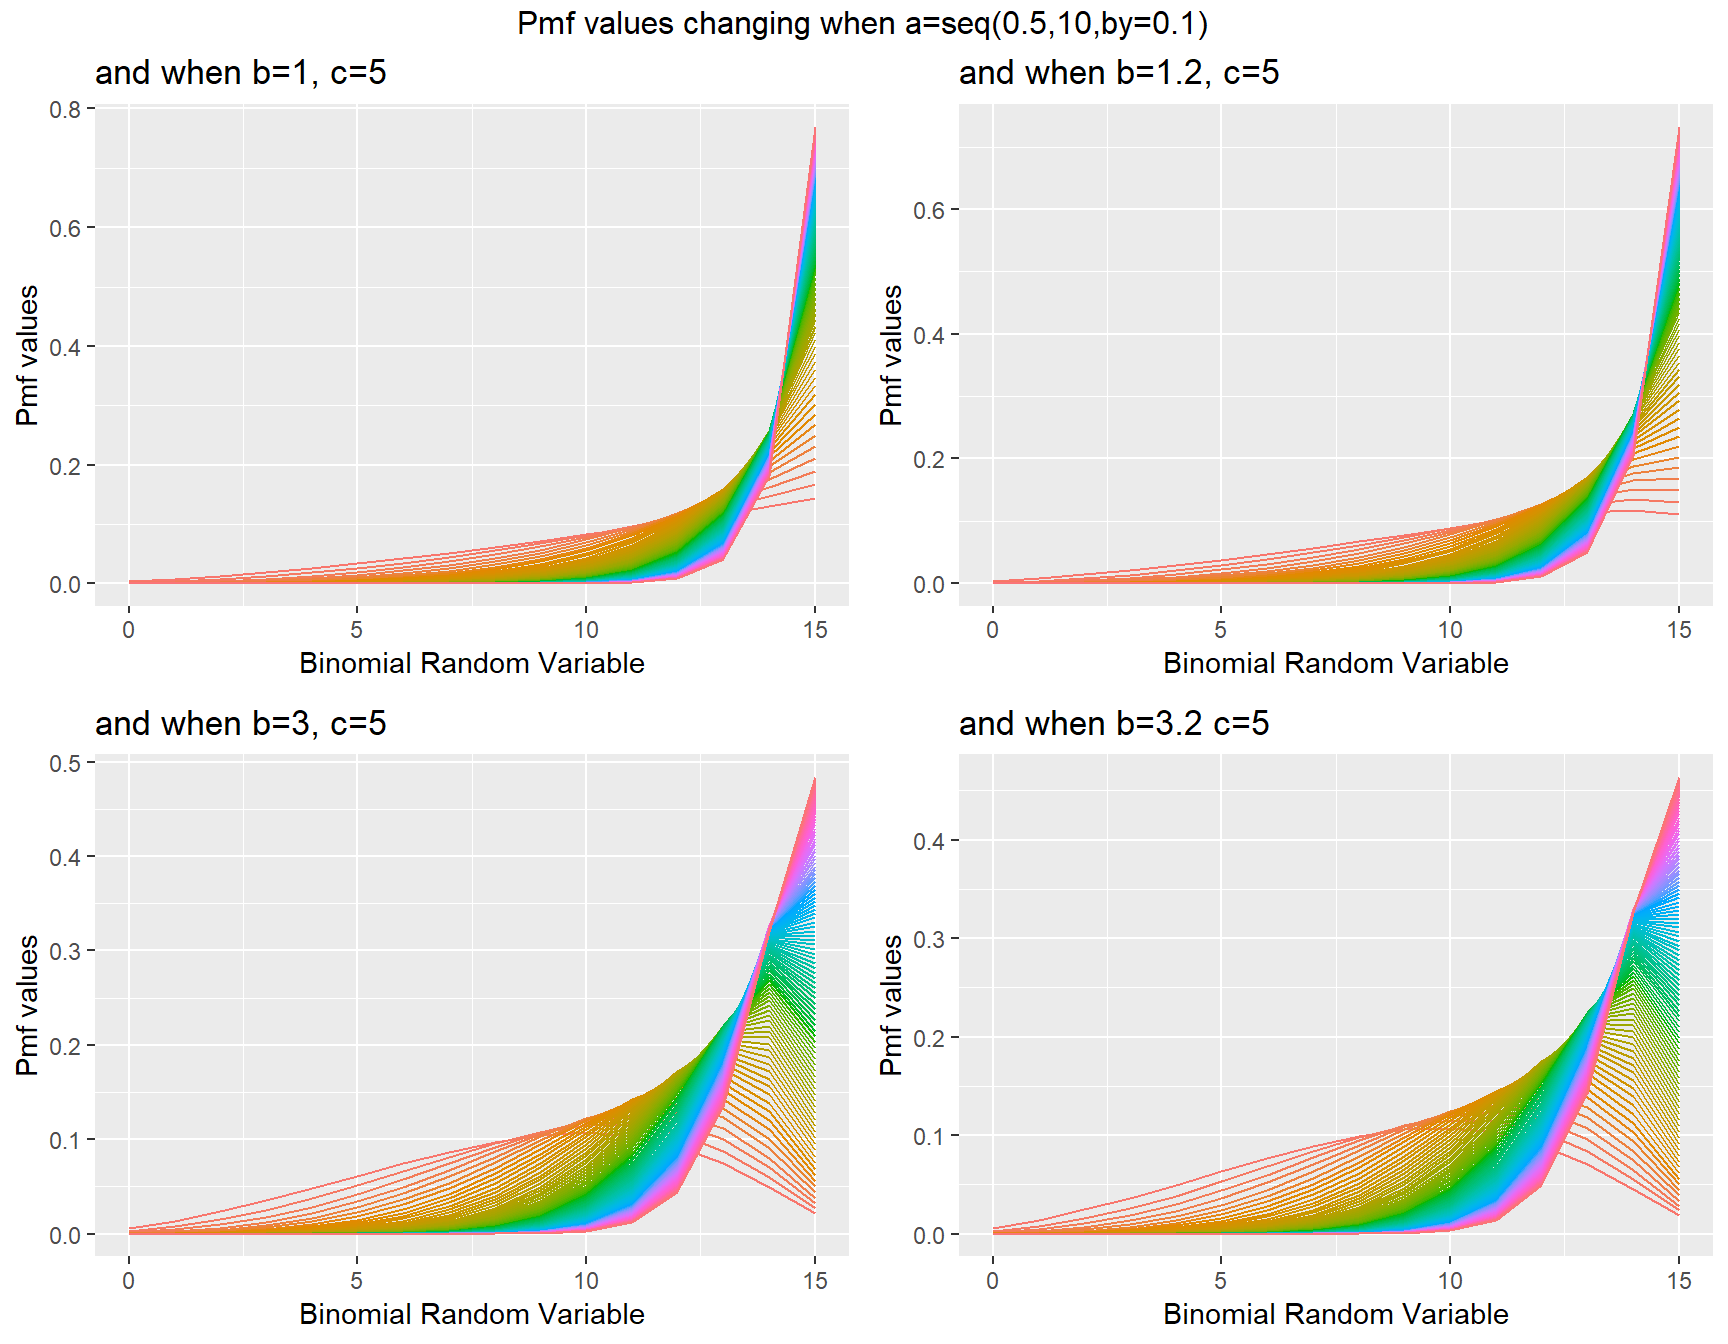 Pmf values changing when a=seq(0.5,10,by=0.1)
and when b=1, c=5
Pmf values
0.8
0.6
0.4
0.2
0.0
0 5 10 15
Binomial Random Variable
and when b=1.2, c=5
Pmf values
0.6
0.4
0.2
0.0
0 5 10 15
Binomial Random Variable
and when b=3, c=5
Pmf values
0.5
0.4
0.3
0.2
0.1
0.0
0 5 10 15
Binomial Random Variable
and when b=3.2 c=5
Pmf values
0.4
0.3
0.2
0.1
0.0
0 5 10 15
Binomial Random Variable